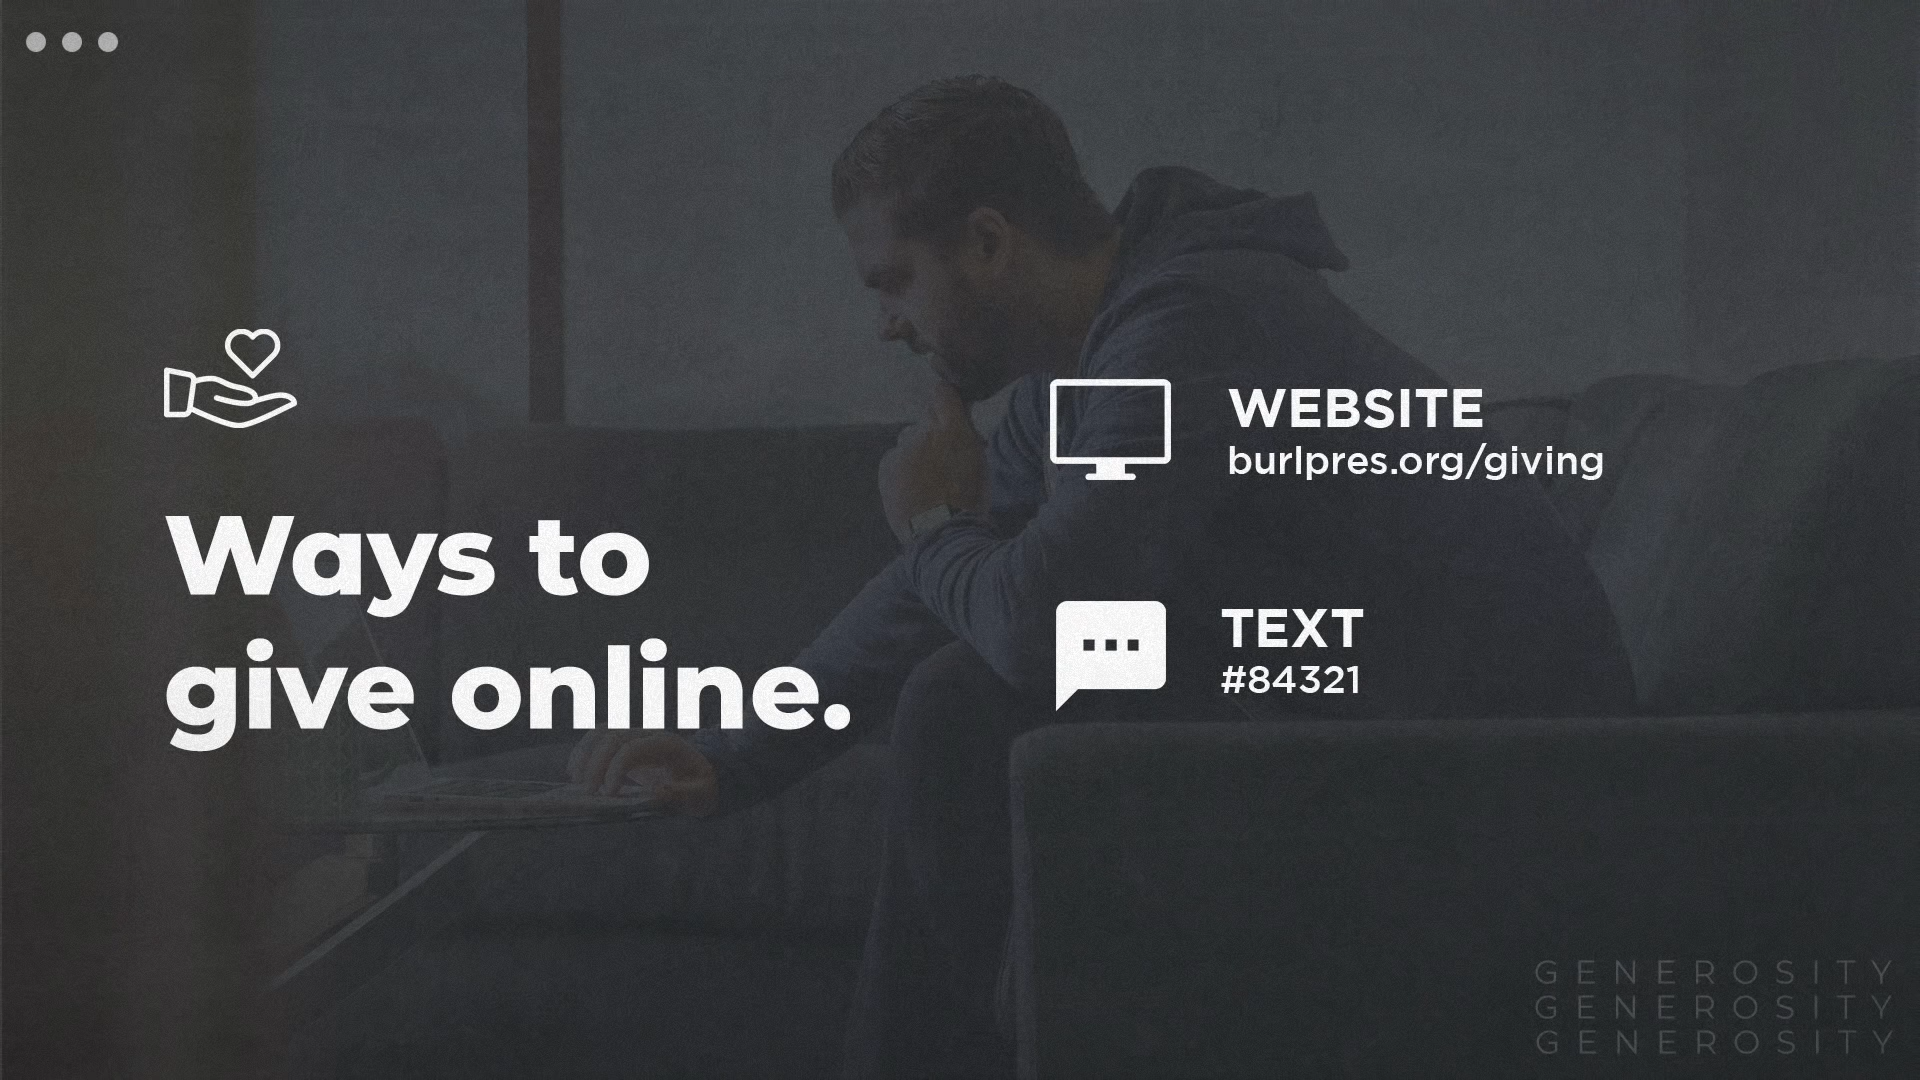 Ways to
give online.
WEBSITE
burlpres.org/giving
TEXT
#84321
GENEROSITY
GENEROSITY
GENEROSITY